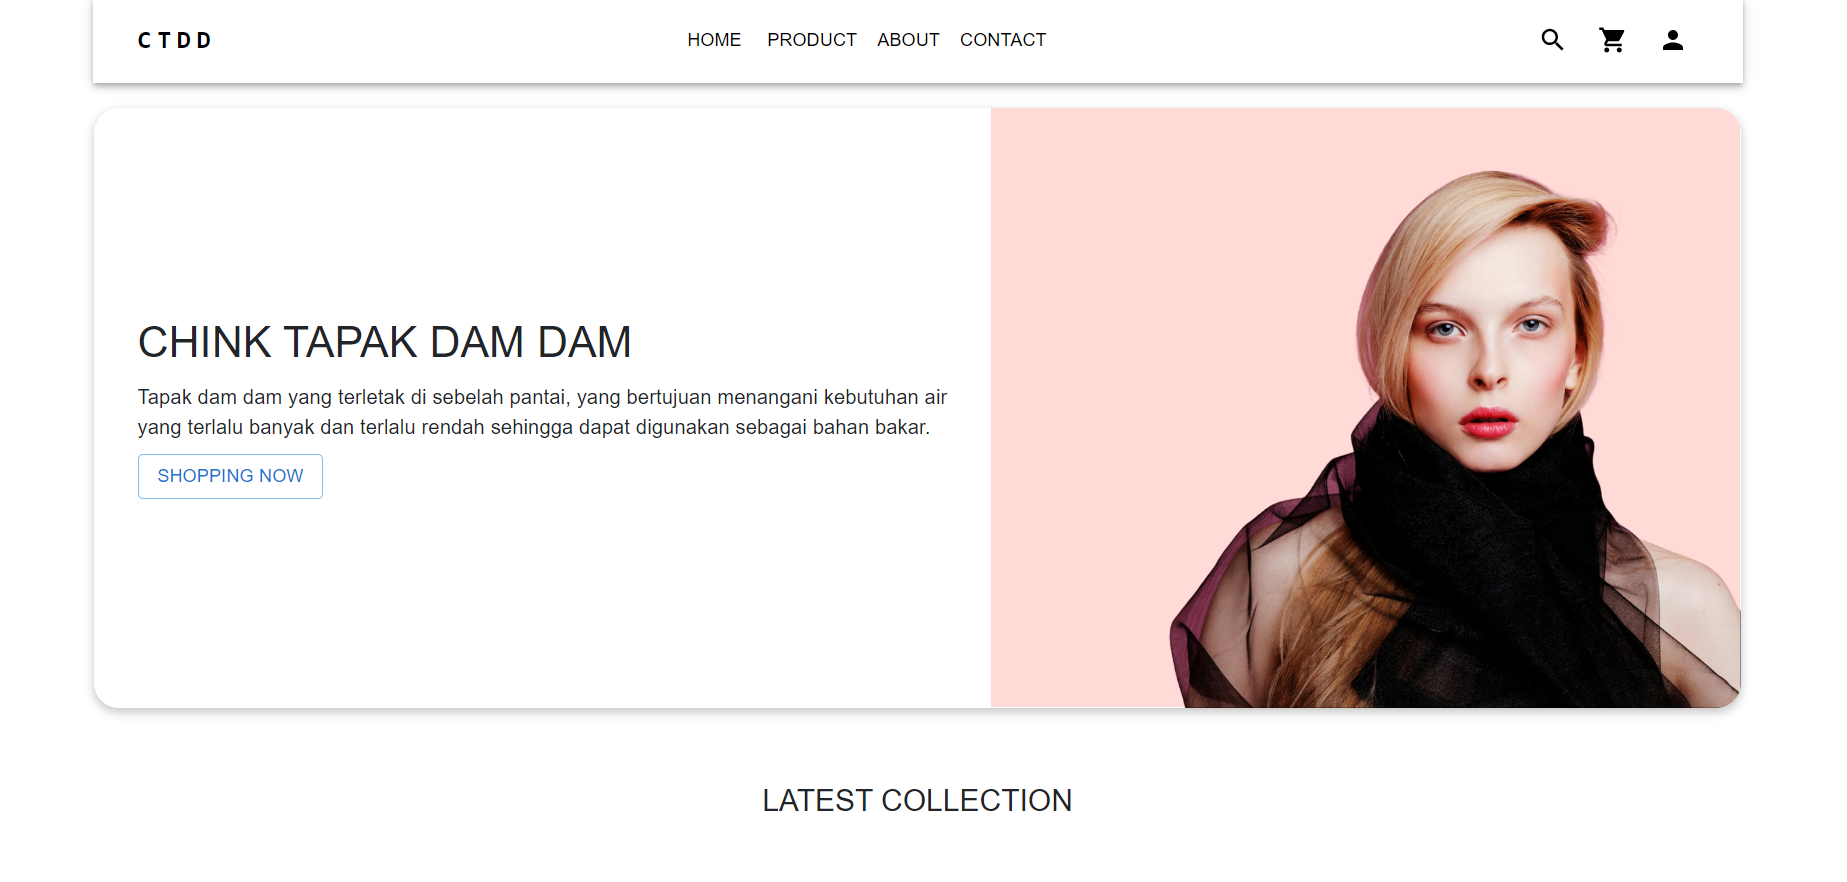 CTDD
HOME PRODUCT ABOUT CONTACT
CHINK TAPAK DAM DAM
Tapak dam dam yang terletak di sebelah pantai, yang bertujuan menangani kebutuhan air
yang terlalu banyak dan terlalu rendah sehingga dapat digunakan sebagai bahan bakar.
SHOPPING NOW
LATEST COLLECTION